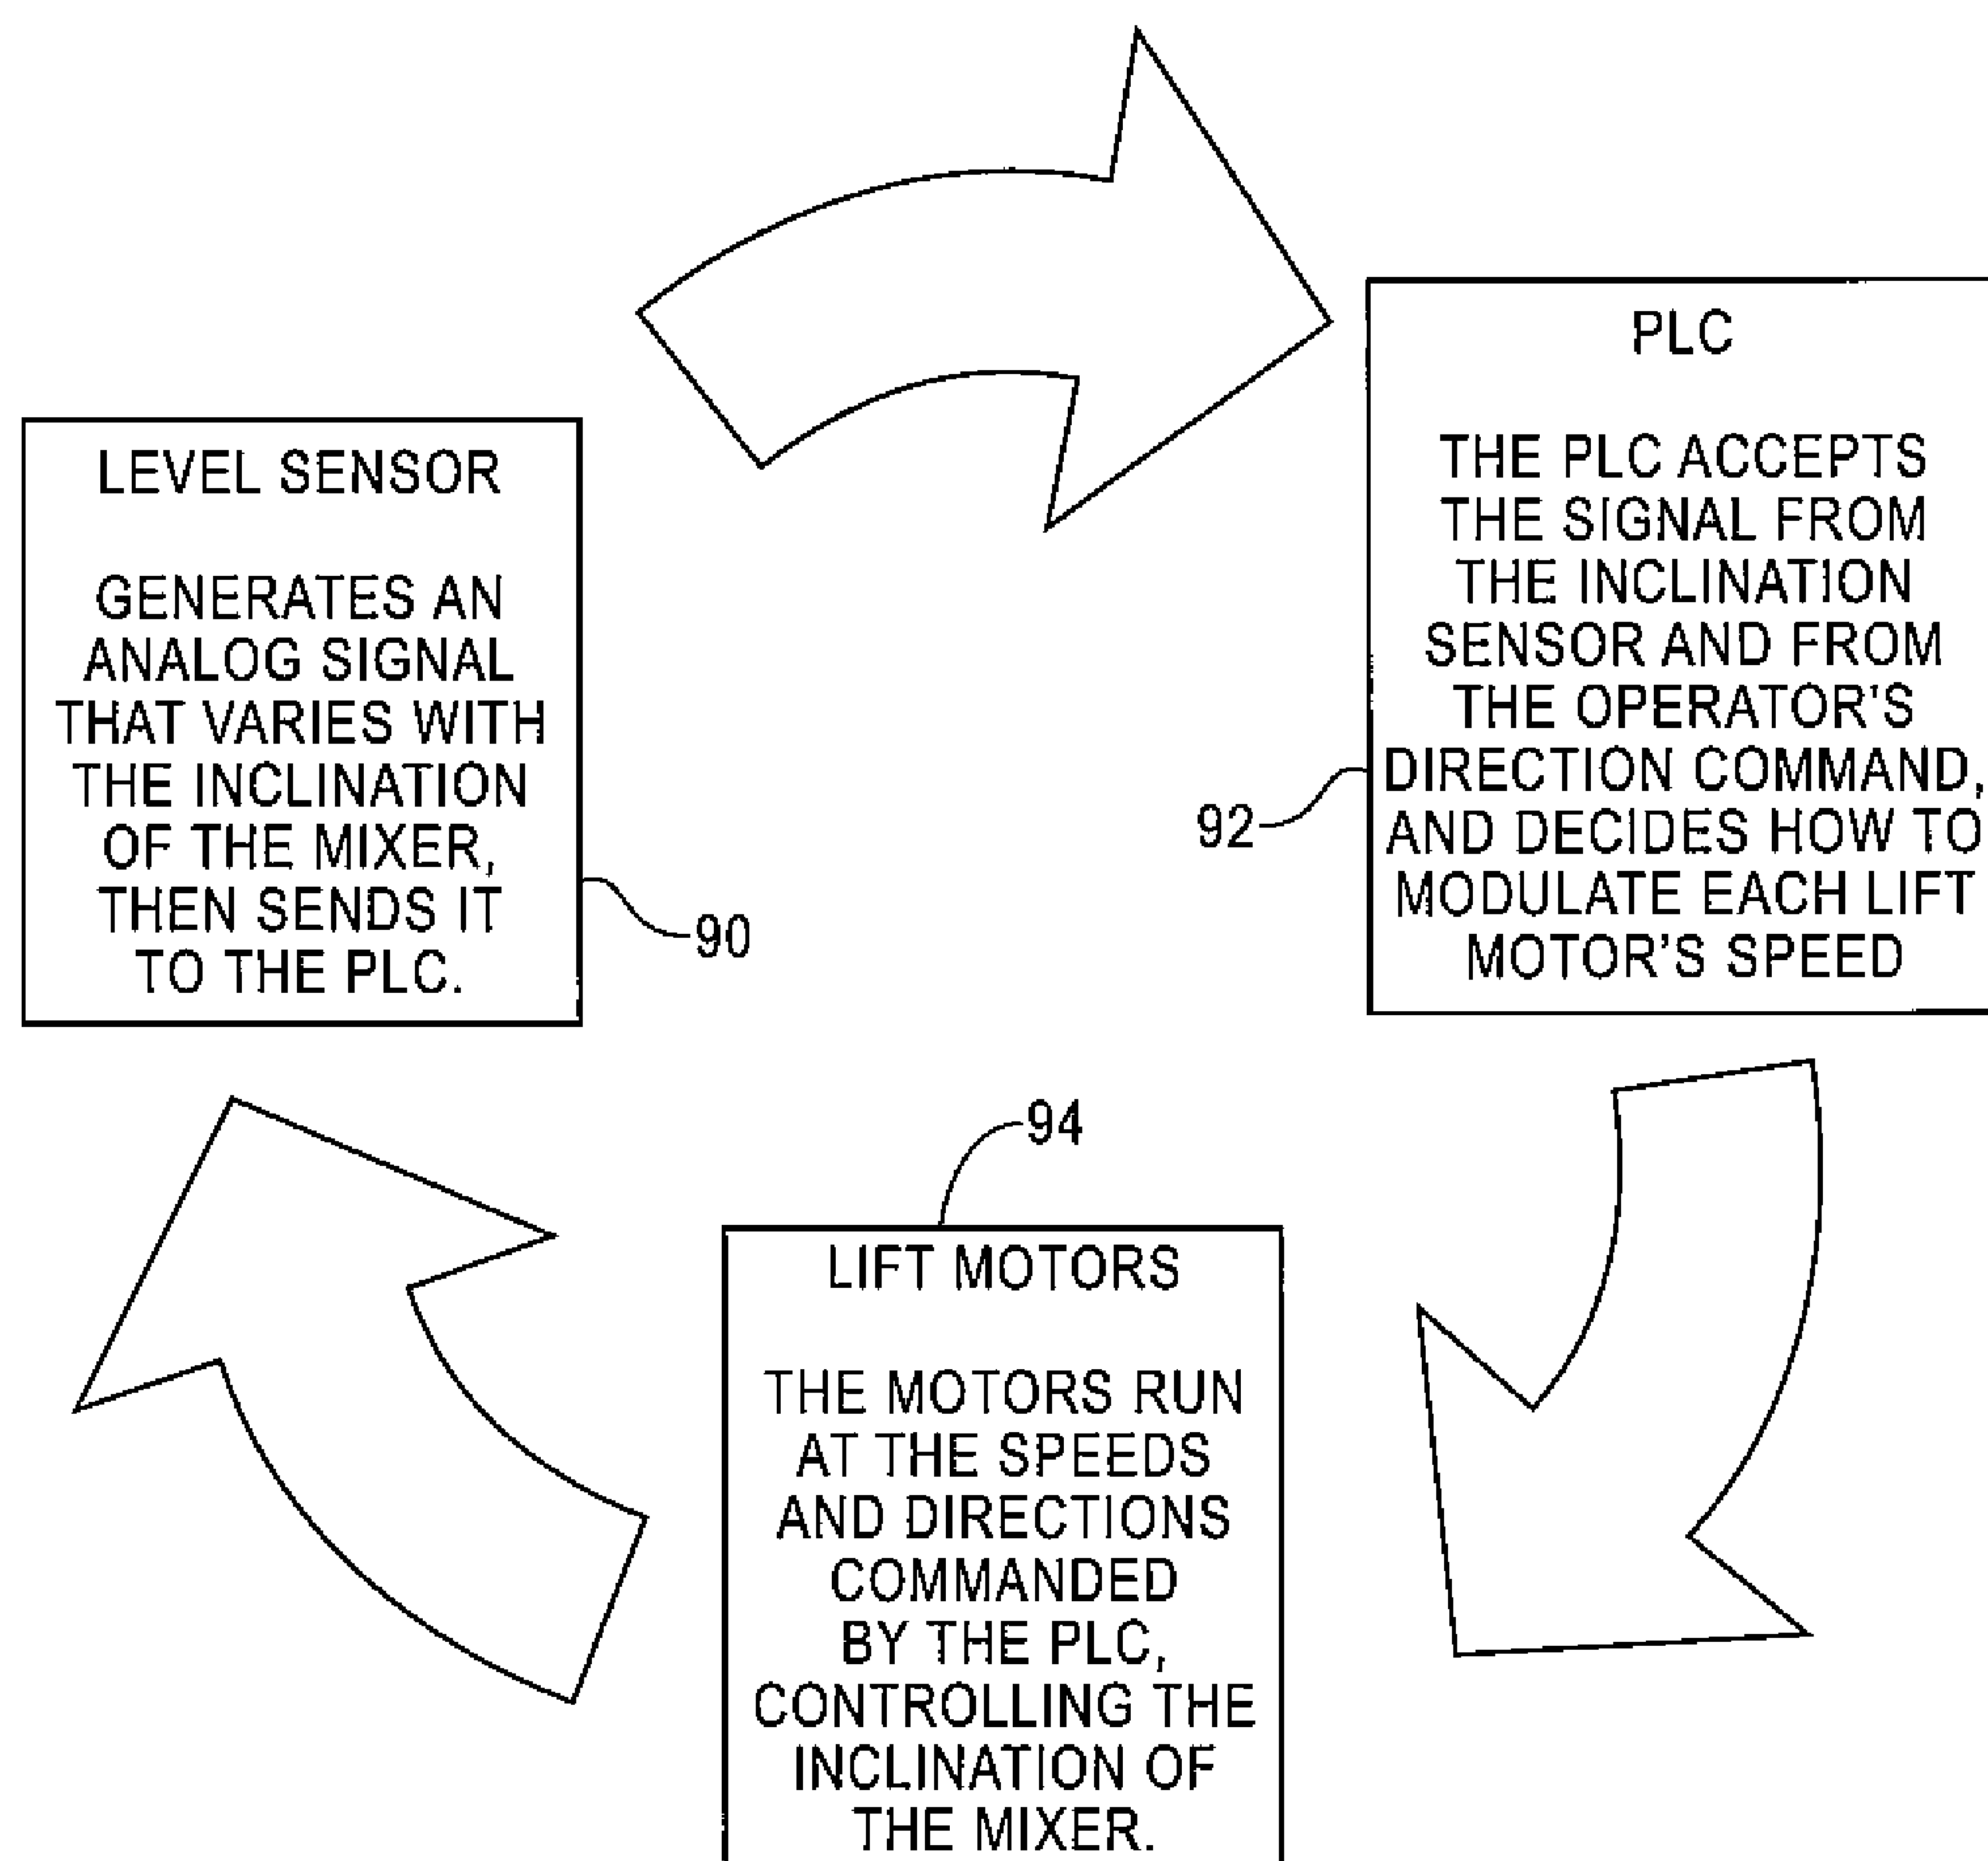 LEVEL SENSOR
GENERATES AN
ANALOG SIGNAL
THAT VARIES WITH
THE INCLINATION
OF THE MIXER,
THEN SENDS IT
TO THE PLC.
90
PLC
THE PLC ACCEPTS
THE SIGNAL FROM
THE INCLINATION
SENSOR AND FROM
THE OPERATOR'S
DIRECTION COMMAND,
AND DECIDES HOW TO
MODULATE EACH LIFT
MOTOR'S SPEED
92
94
LIFT MOTORS
THE MOTORS RUN
AT THE SPEEDS
AND DIRECTIONS
COMMANDED
BY THE PLC,
CONTROLLING THE
INCLINATION OF
THE MIXER.